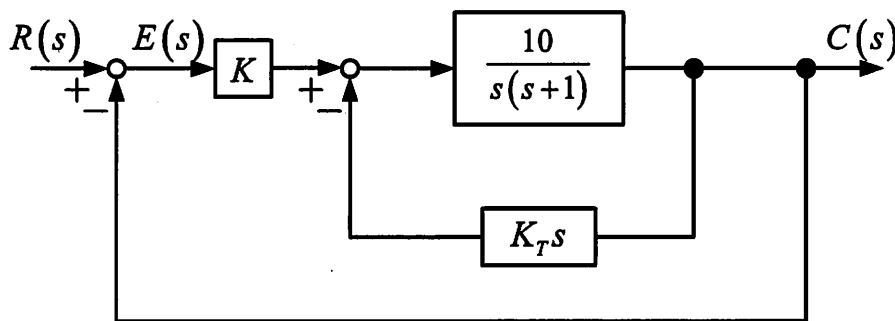 R(s)
E(s)
K
10
s(s+1)
C(s)
+
−
+
−
K_T s